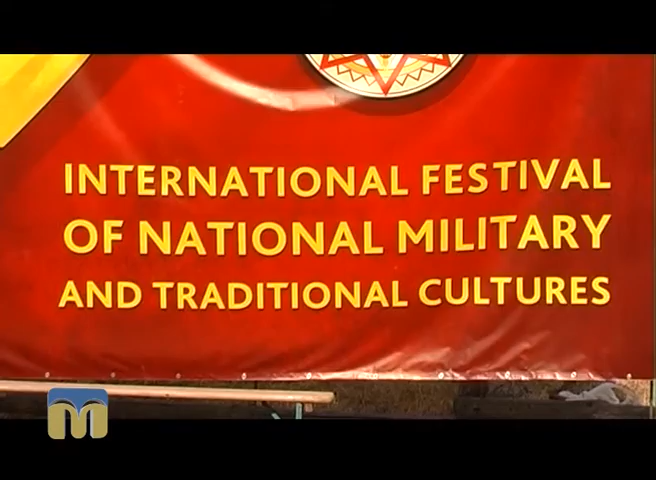 INTERNATIONAL FESTIVAL
OF NATIONAL MILITARY
AND TRADITIONAL CULTURES
M